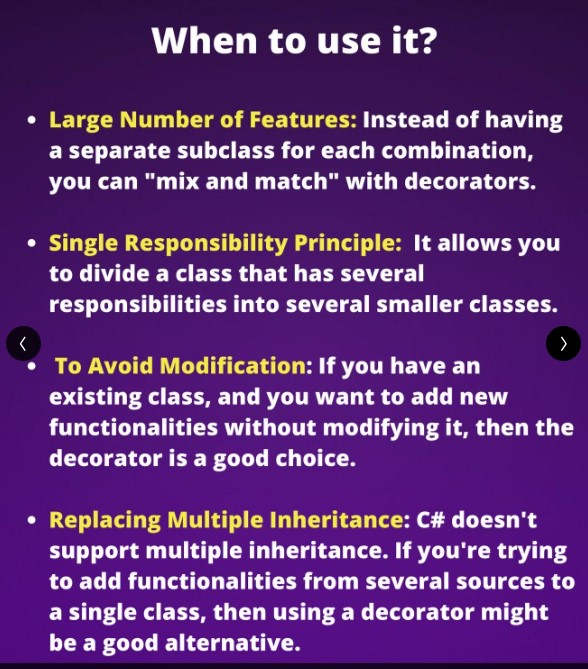 When to use it?
• Large Number of Features: Instead of having
a separate subclass for each combination,
you can "mix and match" with decorators.
• Single Responsibility Principle: It allows you
to divide a class that has several
responsibilities into several smaller classes.
• To Avoid Modification: If you have an
existing class, and you want to add new
functionalities without modifying it, then the
decorator is a good choice.
• Replacing Multiple Inheritance: C# doesn't
support multiple inheritance. If you're trying
to add functionalities from several sources to
a single class, then using a decorator might
be a good alternative.